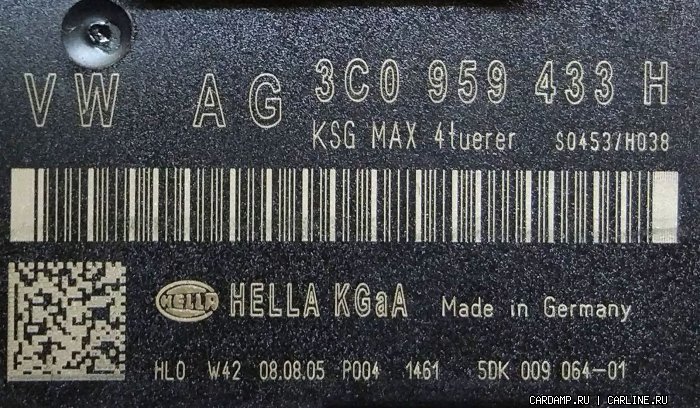 VW AG 3C0 959 433 H
KSG MAX 4tuerer S0453/H038
HELLA HELLA KGaA Made in Germany
HLO W42 08.08.05 P004 1461 5DK 009 064-01
CARDAMP.RU | CARLINE.RU